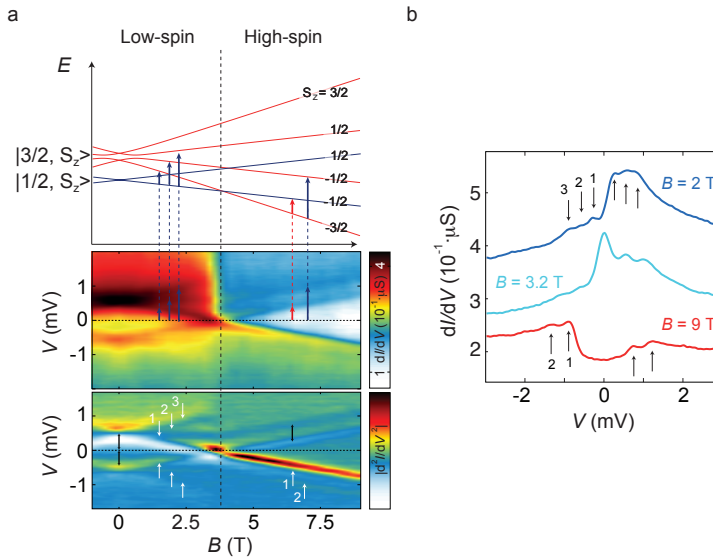 a
Low-spin
High-spin
E
S_z = 3/2
1/2
1/2
-1/2
-1/2
-3/2
|3/2, S_z>
|1/2, S_z>
V (mV)
1
0
-1
1 dI/dV (10⁻¹·µS) 4
V (mV)
1
0
-1
1
2
3
1
2
|d²I/dV²|
0
2.5
5
7.5
B (T)
b
dI/dV (10⁻¹·µS)
5
4
3
2
3
2
1
B = 2 T
B = 3.2 T
B = 9 T
2
1
-2
0
2
V (mV)